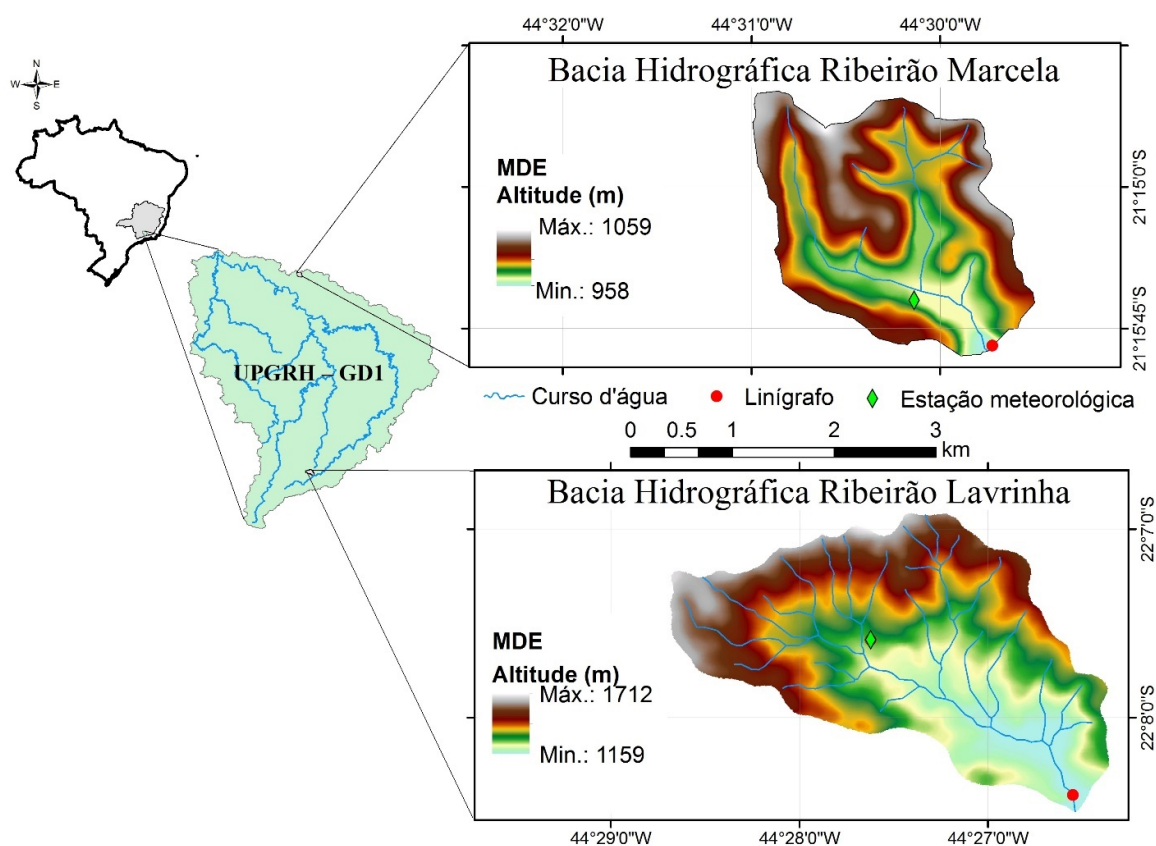 44°32'0"W 44°31'0"W 44°30'0"W
Bacia Hidrográfica Ribeirão Marcela
N
W E
S
MDE
Altitude (m)
Máx.: 1059
Min.: 958
21°15'0"S
21°15'45"S
UPGRH – GD1
Curso d'água
Linígrafo
Estação meteorológica
0 0.5 1 2 3
km
Bacia Hidrográfica Ribeirão Lavrinha
22°7'0"S
MDE
Altitude (m)
Máx.: 1712
Min.: 1159
22°8'0"S
44°29'0"W 44°28'0"W 44°27'0"W